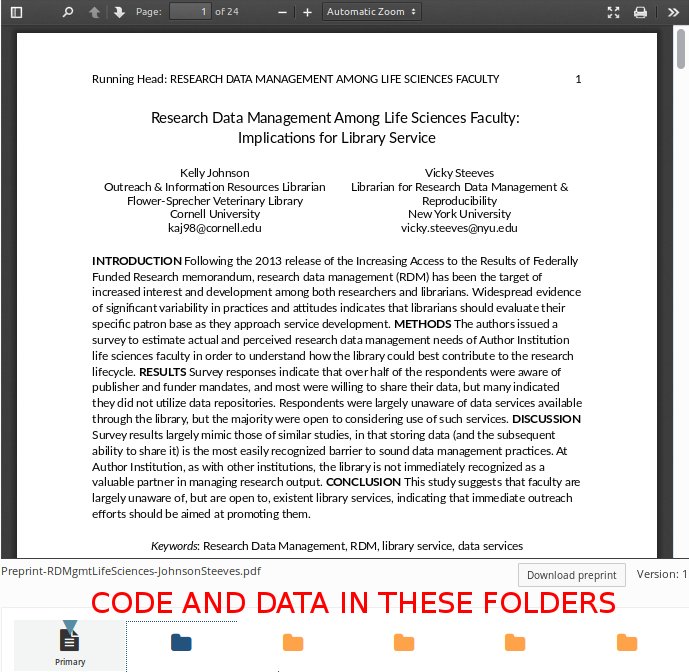 Page: 1 of 24 − + Automatic Zoom
Running Head: RESEARCH DATA MANAGEMENT AMONG LIFE SCIENCES FACULTY 1
Research Data Management Among Life Sciences Faculty:
Implications for Library Service
Kelly Johnson
Outreach & Information Resources Librarian
Flower-Sprecher Veterinary Library
Cornell University
kaj98@cornell.edu
Vicky Steeves
Librarian for Research Data Management &
Reproducibility
New York University
vicky.steeves@nyu.edu
INTRODUCTION Following the 2013 release of the Increasing Access to the Results of Federally
Funded Research memorandum, research data management (RDM) has been the target of
increased interest and development among both researchers and librarians. Widespread evidence
of significant variability in practices and attitudes indicates that librarians should evaluate their
specific patron base as they approach service development. METHODS The authors issued a
survey to estimate actual and perceived research data management needs of Author Institution
life sciences faculty in order to understand how the library could best contribute to the research
lifecycle. RESULTS Survey responses indicate that over half of the respondents were aware of
publisher and funder mandates, and most were willing to share their data, but many indicated
they did not utilize data repositories. Respondents were largely unaware of data services available
through the library, but the majority were open to considering use of such services. DISCUSSION
Survey results largely mimic those of similar studies, in that storing data (and the subsequent
ability to share it) is the most easily recognized barrier to sound data management practices. At
Author Institution, as with other institutions, the library is not immediately recognized as a
valuable partner in managing research output. CONCLUSION This study suggests that faculty are
largely unaware of, but are open to, existent library services, indicating that immediate outreach
efforts should be aimed at promoting them.
Keywords: Research Data Management, RDM, library service, data services
Preprint-RDMgmtLifeSciences-JohnsonSteeves.pdf
Download preprint
Version: 1
CODE AND DATA IN THESE FOLDERS
Primary